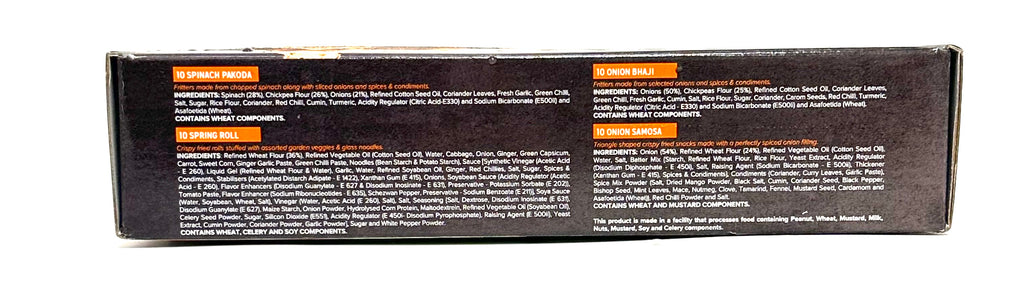 10 SPINACH PAKODA
Fritters made from chopped spinach along with sliced onions and spices & condiments.
INGREDIENTS: Spinach (28%), Chickpea Flour (26%), Onions (21%), Refined Cotton Seed Oil, Coriander Leaves, Fresh Garlic, Green Chilli,
Salt, Sugar, Rice Flour, Coriander, Red Chilli, Cumin, Turmeric, Acidity Regulator (Citric Acid-E330) and Sodium Bicarbonate (E500II) and
Asafoetida (Wheat).
CONTAINS WHEAT COMPONENTS.
10 SPRING ROLL
Crispy fried rolls stuffed with assorted garden veggies & glass noodles.
INGREDIENTS: Refined Wheat Flour (36%), Refined Vegetable Oil (Cotton Seed Oil), Water, Cabbage, Onion, Ginger, Green Capsicum,
Carrot, Sweet Corn, Ginger Garlic Paste, Green Chilli Paste, Noodles (Bean Starch & Potato Starch), Sauce [Synthetic Vinegar (Acetic Acid
- E 260), Liquid Gel (Refined Wheat Flour & Water), Garlic, Water, Refined Soyabean Oil, Ginger, Red Chillies, Salt, Sugar, Spices &
Condiments, Stabilisers (Acetylated Distarch Adipate - E 1422), Xanthan Gum (E 415), Onions, Soyabean Sauce (Acidity Regulator (Acetic
Acid - E 260), Flavor Enhancers (Disodium Guanylate - E 627 & Disodium Inosinate - E 631), Preservative - Potassium Sorbate (E 202)),
Tomato Paste, Flavor Enhancer (Sodium Ribonucleotides - E 635), Schezwan Peppers, Preservative - Sodium Benzoate (E 211)], Soya Sauce
(Water, Soyabean, Wheat, Salt), Vinegar (Water, Acetic Acid (E 260), Salt), Salt, Seasoning (Salt, Dextrose, Disodium Inosinate (E 631),
Disodium Guanylate (E 627), Maize Starch, Onion Powder, Hydrolysed Corn Protein, Maltodextrin, Refined Vegetable Oil (Soyabean Oil),
Celery Seed Powder, Sugar, Silicon Dioxide (E551), Acidity Regulator (E 450i- Disodium Pyrophosphate), Raising Agent (E 500ii), Yeast
Extract, Cumin Powder, Coriander Powder, Garlic Powder), Sugar and White Pepper Powder.
CONTAINS WHEAT, CELERY AND SOY COMPONENTS.
10 ONION BHAJI
Fritters made from selected onions and spices & condiments.
INGREDIENTS: Onions (50%), Chickpeas Flour (25%), Refined Cotton Seed Oil, Coriander Leaves,
Green Chilli, Fresh Garlic, Cumin, Salt, Rice Flour, Sugar, Coriander, Carom Seeds, Red Chilli, Turmeric,
and Acidity Regulator (Citric Acid - E330) and Sodium Bicarbonate (E500II) and Asafoetida (Wheat).
CONTAINS WHEAT COMPONENTS.
10 ONION SAMOSA
Triangle shaped crispy fried snacks made with a perfectly spiced onion filling.
INGREDIENTS: Onion (54%), Refined Wheat Flour (24%), Refined Vegetable Oil (Cotton Seed Oil),
Water, Salt, Batter Mix [Starch, Refined Wheat Flour, Rice Flour, Yeast Extract, Acidity Regulator
(Disodium Diphosphate - E 450i), Salt, Raising Agent (Sodium Bicarbonate - E 500ii), Thickener
(Xanthan Gum - E 415), Spices & Condiments], Condiments (Coriander, Curry Leaves, Garlic Paste),
Spice Mix Powder (Salt, Dried Mango Powder, Black Salt, Cumin, Coriander Seed, Black Pepper,
Bishop Seed, Mint Leaves, Mace, Nutmeg, Clove, Tamarind, Fennel, Mustard Seed, Cardamom and
Asafoetida (Wheat)), Red Chilli Powder and Salt.
CONTAINS WHEAT AND MUSTARD COMPONENTS.
This product is made in a facility that processes food containing Peanut, Wheat, Mustard, Milk,
Nuts, Mustard, Soy and Celery components.